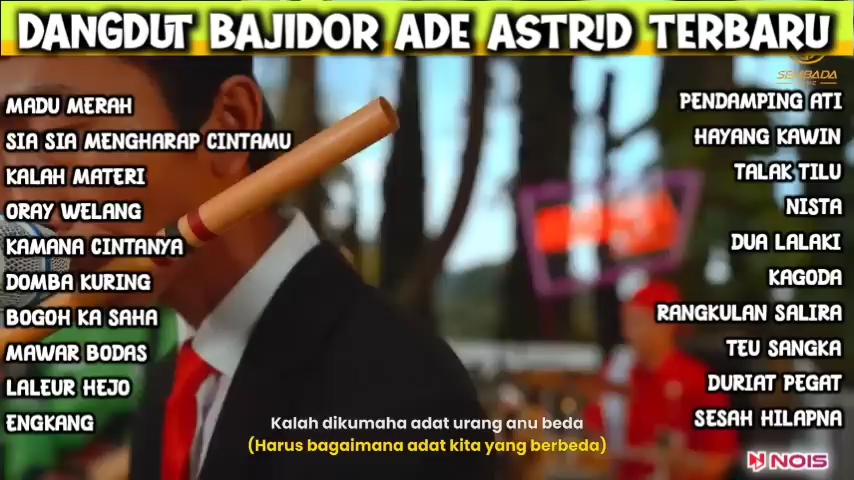 DANGDUT BAJIDOR ADE ASTRID TERBARU
SEMBADA
MADU MERAH
SIA SIA MENGHARAP CINTAMU
KALAH MATERI
ORAY WELANG
KAMANA CINTANYA
DOMBA KURING
BOGOH KA SAHA
MAWAR BODAS
LALEUR HEJO
ENGKANG
PENDAMPING ATI
HAYANG KAWIN
TALAK TILU
NISTA
DUA LALAKI
KAGODA
RANGKULAN SALIRA
TEU SANGKA
DURIAT PEGAT
SESAH HILAPNA
Kalah dikumaha adat urang anu beda
(Harus bagaimana adat kita yang berbeda)
NOIS